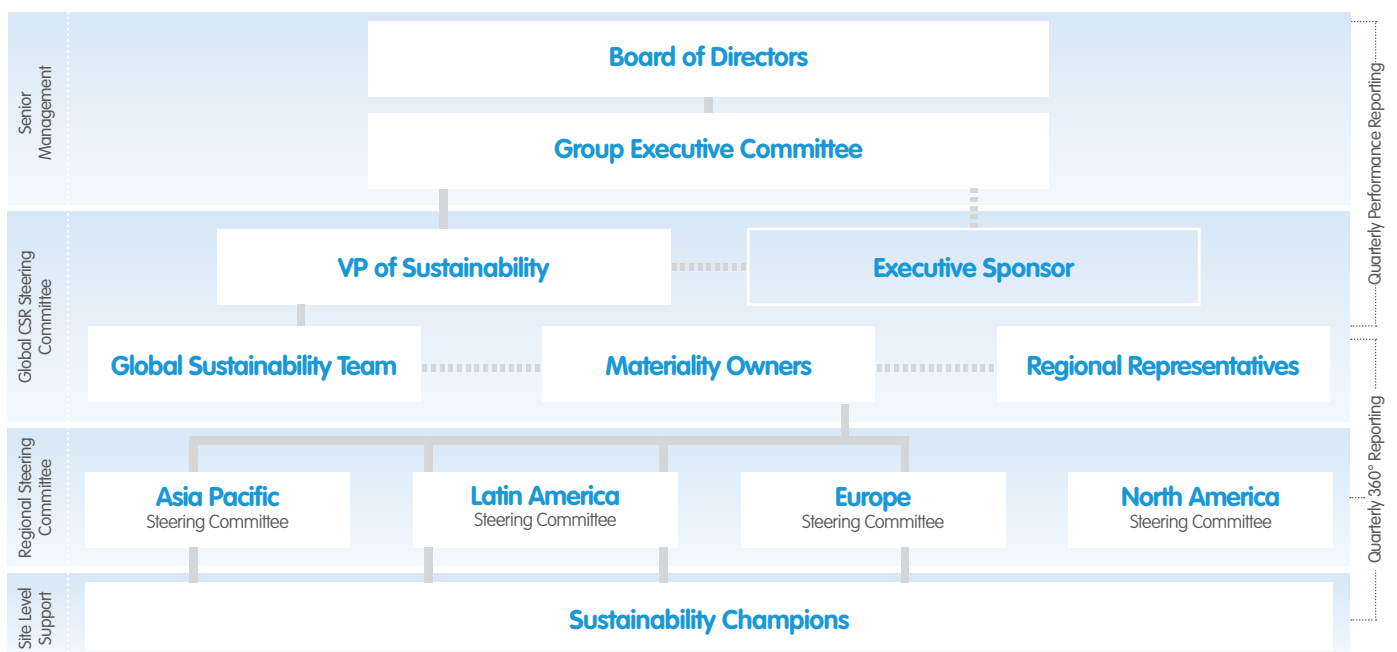 Senior
Management
Board of Directors
Group Executive Committee
Quarterly Performance Reporting
Global CSR Steering
Committee
VP of Sustainability
Executive Sponsor
Global Sustainability Team
Materiality Owners
Regional Representatives
Regional Steering
Committee
Asia Pacific
Steering Committee
Latin America
Steering Committee
Europe
Steering Committee
North America
Steering Committee
Quarterly 360° Reporting
Site Level
Support
Sustainability Champions